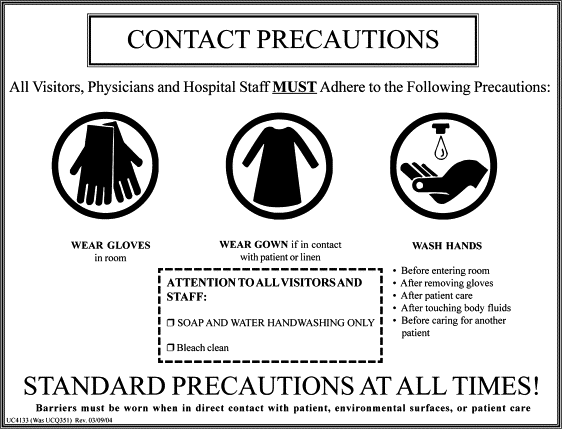 CONTACT PRECAUTIONS
All Visitors, Physicians and Hospital Staff MUST Adhere to the Following Precautions:
WEAR GLOVES
in room
WEAR GOWN if in contact
with patient or linen
WASH HANDS
• Before entering room
• After removing gloves
• After patient care
• After touching body fluids
• Before caring for another
patient
ATTENTION TO ALL VISITORS AND
STAFF:
❒ SOAP AND WATER HANDWASHING ONLY
❒ Bleach clean
STANDARD PRECAUTIONS AT ALL TIMES!
Barriers must be worn when in direct contact with patient, environmental surfaces, or patient care
UC4133 (Was UCQ351) Rev. 03/09/04